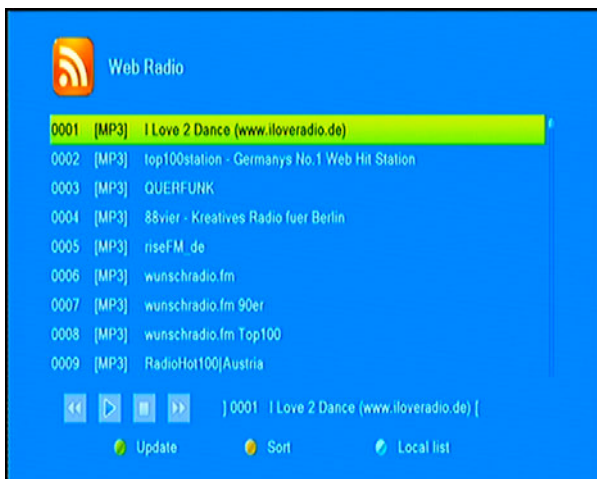 Web Radio
0001 [MP3] I Love 2 Dance (www.iloveradio.de)
0002 [MP3] top100station - Germanys No.1 Web Hit Station
0003 [MP3] QUERFUNK
0004 [MP3] 88vier - Kreatives Radio fuer Berlin
0005 [MP3] riseFM_de
0006 [MP3] wunschradio.fm
0007 [MP3] wunschradio.fm 90er
0008 [MP3] wunschradio.fm Top100
0009 [MP3] RadioHot100|Austria
] 0001 I Love 2 Dance (www.iloveradio.de) [
Update Sort Local list